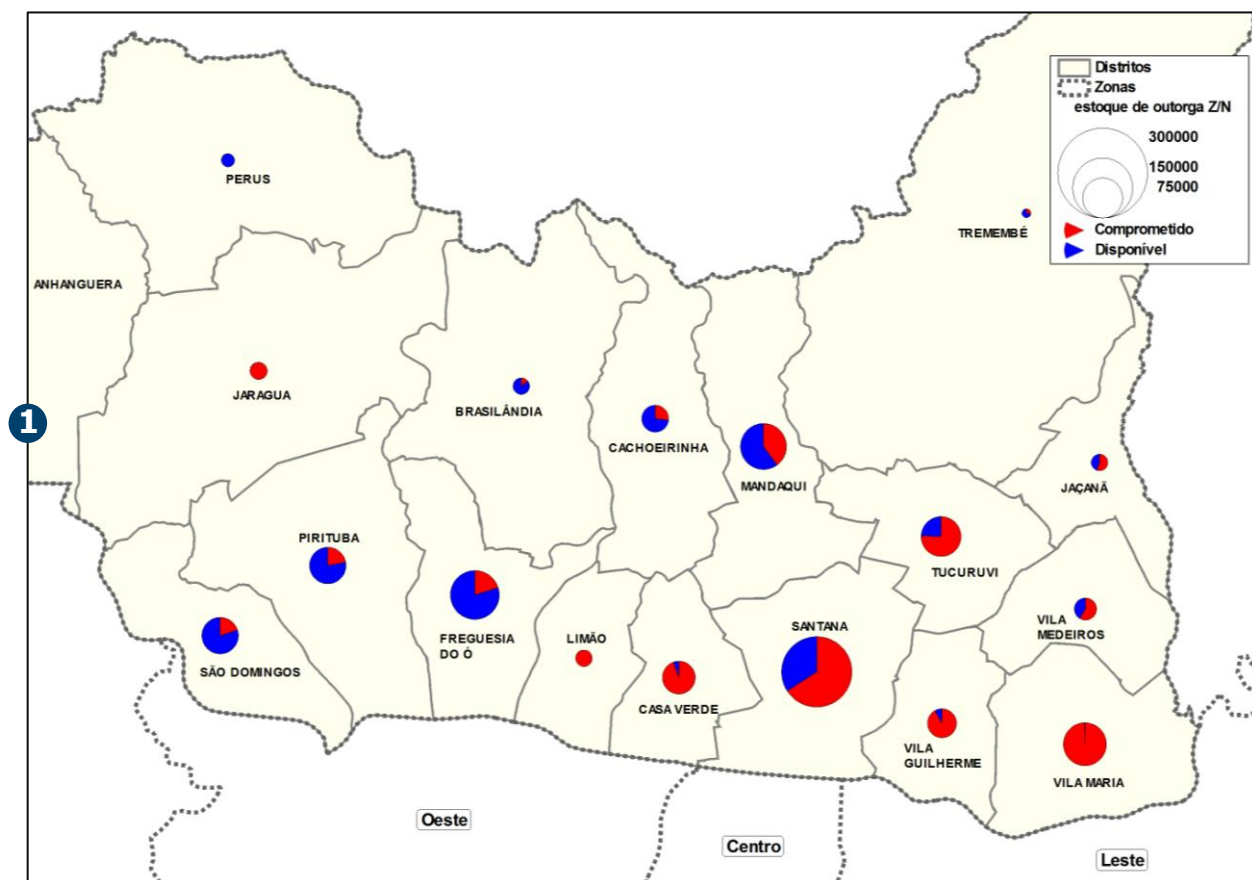 Distritos
Zonas
estoque de outorga Z/N
300000
150000
75000
Comprometido
Disponível
PERUS
TREMEMBÉ
ANHANGUERA
JARAGUA
BRASILÂNDIA
1
CACHOEIRINHA
MANDAQUI
JAÇANÃ
PIRITUBA
TUCURUVI
FREGUESIA
DO Ó
LIMÃO
SANTANA
VILA
MEDEIROS
SÃO DOMINGOS
CASA VERDE
VILA
GUILHERME
VILA MARIA
Oeste
Centro
Leste